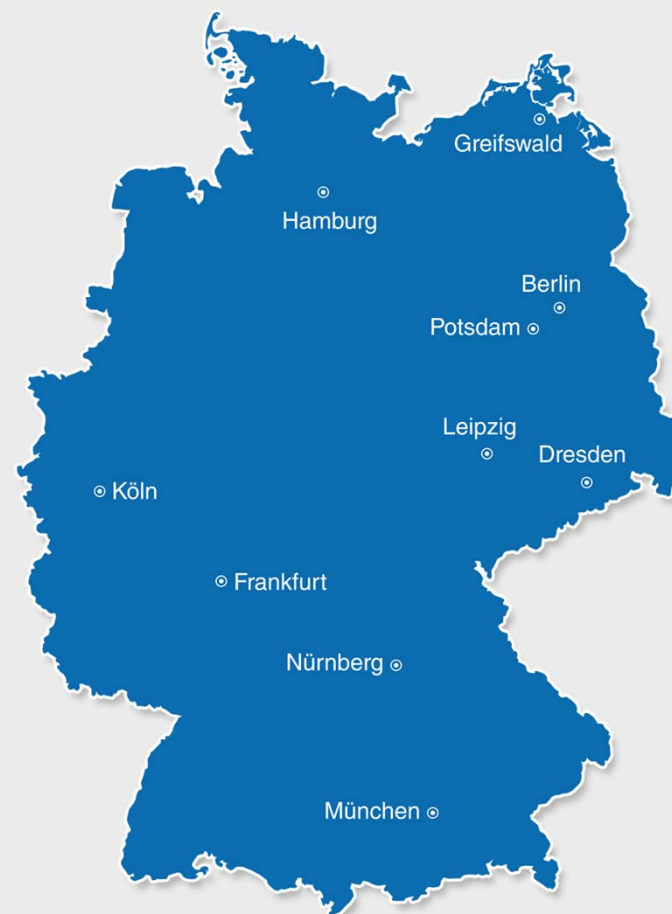 Greifswald
Hamburg
Berlin
Potsdam
Leipzig
Dresden
Köln
Frankfurt
Nürnberg
München